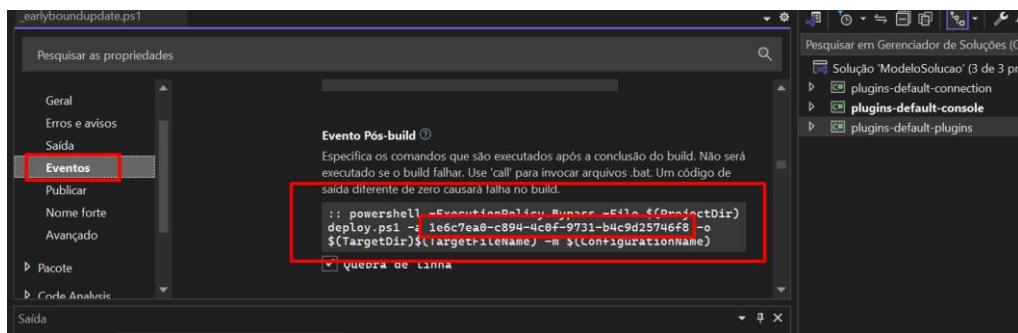 _earlyboundupdate.ps1
Pesquisar as propriedades
Geral
Erros e avisos
Saída
Eventos
Publicar
Nome forte
Avançado
Pacote
Code Analysis
Evento Pós-build
Especifica os comandos que são executados após a conclusão do build. Não será
executado se o build falhar. Use 'call' para invocar arquivos .bat. Um código de
saída diferente de zero causará falha no build.
:: powershell -ExecutionPolicy Bypass -File $(ProjectDir)
deploy.ps1 -a 1e6c7ea0-c894-4c0f-9731-b4c9d25746f8 -o
$(TargetDir)$(TargetFileName) -m $(ConfigurationName)
Quebra de linha
Saída
Pesquisar em Gerenciador de Soluções (C
Solução 'ModeloSolucao' (3 de 3 pr
plugins-default-connection
plugins-default-console
plugins-default-plugins